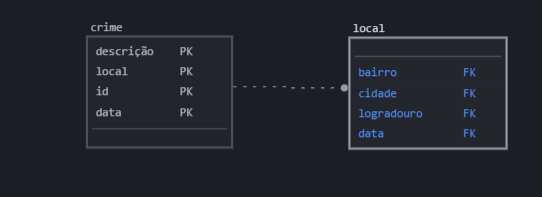 crime
descrição PK
local PK
id PK
data PK
local
bairro FK
cidade FK
logradouro FK
data FK